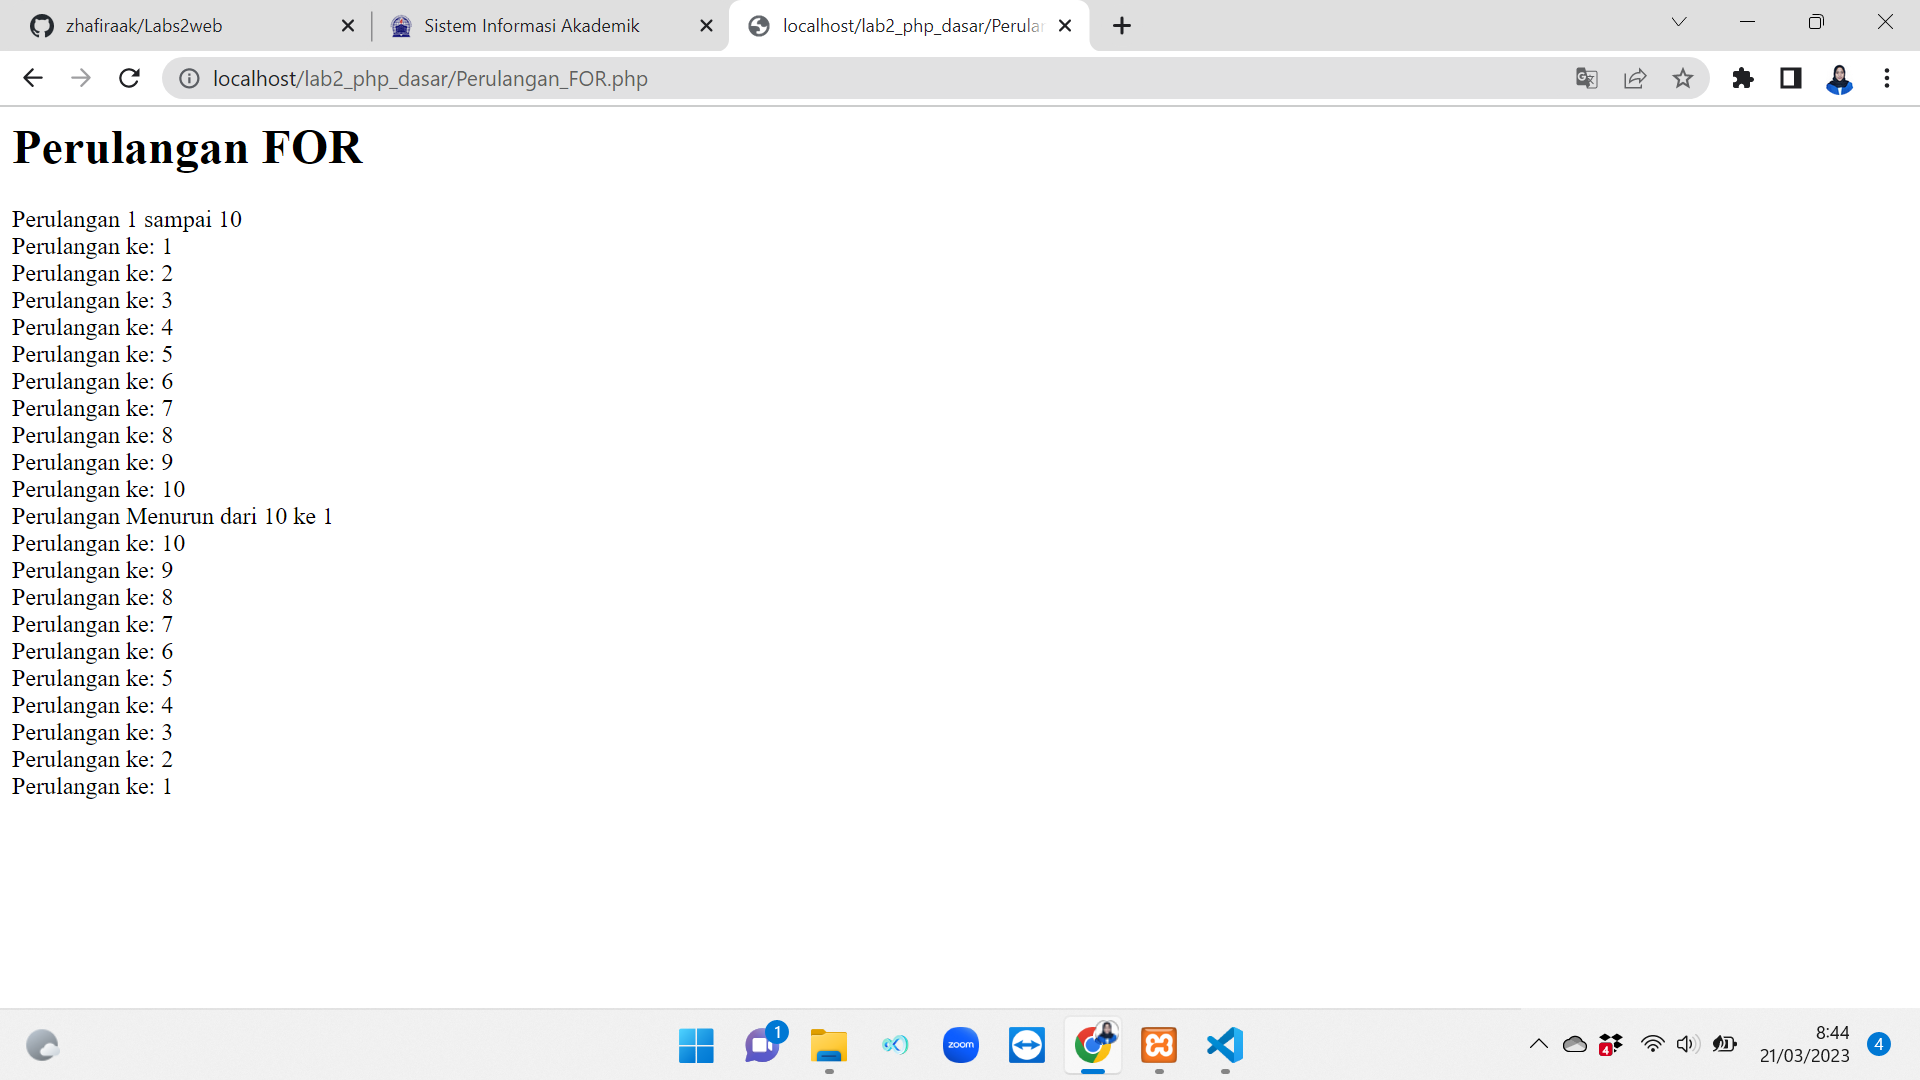 zhafiraak/Labs2web
Sistem Informasi Akademik
localhost/lab2_php_dasar/Perular
localhost/lab2_php_dasar/Perulangan_FOR.php
Perulangan FOR
Perulangan 1 sampai 10
Perulangan ke: 1
Perulangan ke: 2
Perulangan ke: 3
Perulangan ke: 4
Perulangan ke: 5
Perulangan ke: 6
Perulangan ke: 7
Perulangan ke: 8
Perulangan ke: 9
Perulangan ke: 10
Perulangan Menurun dari 10 ke 1
Perulangan ke: 10
Perulangan ke: 9
Perulangan ke: 8
Perulangan ke: 7
Perulangan ke: 6
Perulangan ke: 5
Perulangan ke: 4
Perulangan ke: 3
Perulangan ke: 2
Perulangan ke: 1
1
zoom
4
8:44
21/03/2023
4